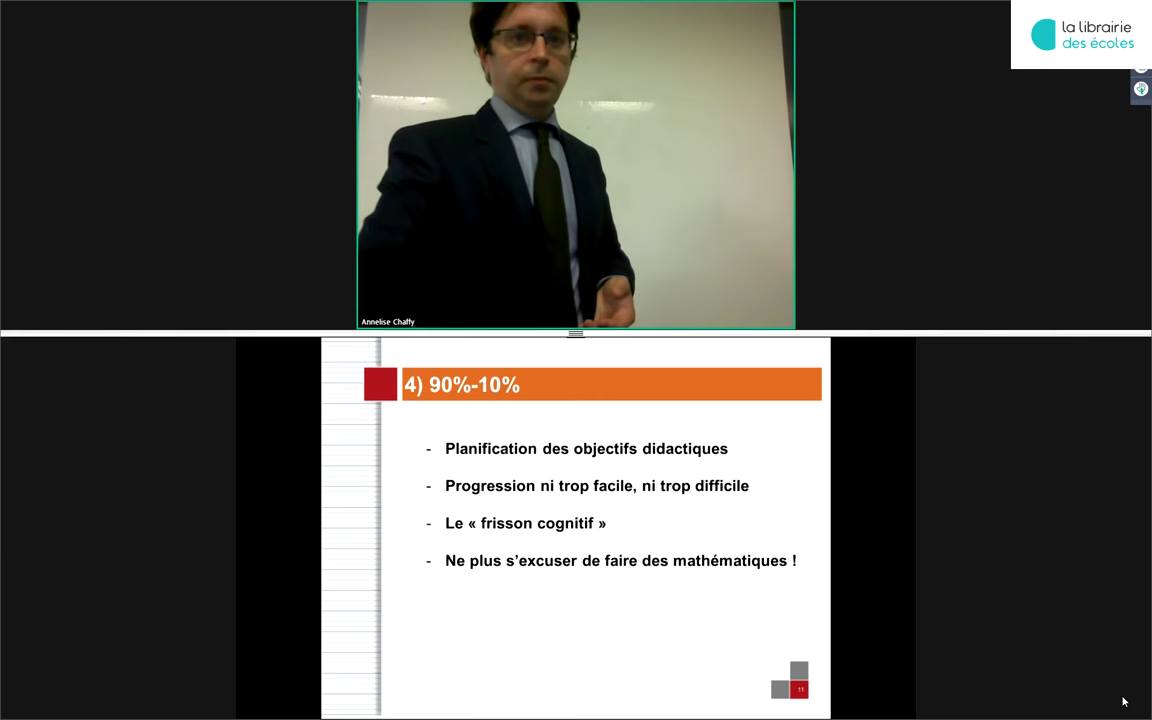 la librairie
des écoles
Annelise Chaffy
4) 90%-10%
- Planification des objectifs didactiques
- Progression ni trop facile, ni trop difficile
- Le « frisson cognitif »
- Ne plus s’excuser de faire des mathématiques !
11